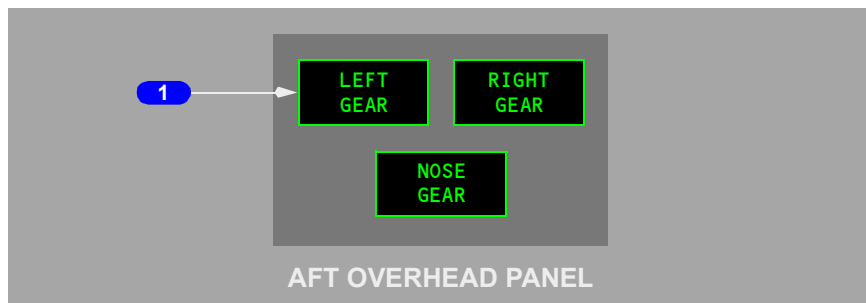 LEFT
GEAR
RIGHT
GEAR
1
NOSE
GEAR
AFT OVERHEAD PANEL